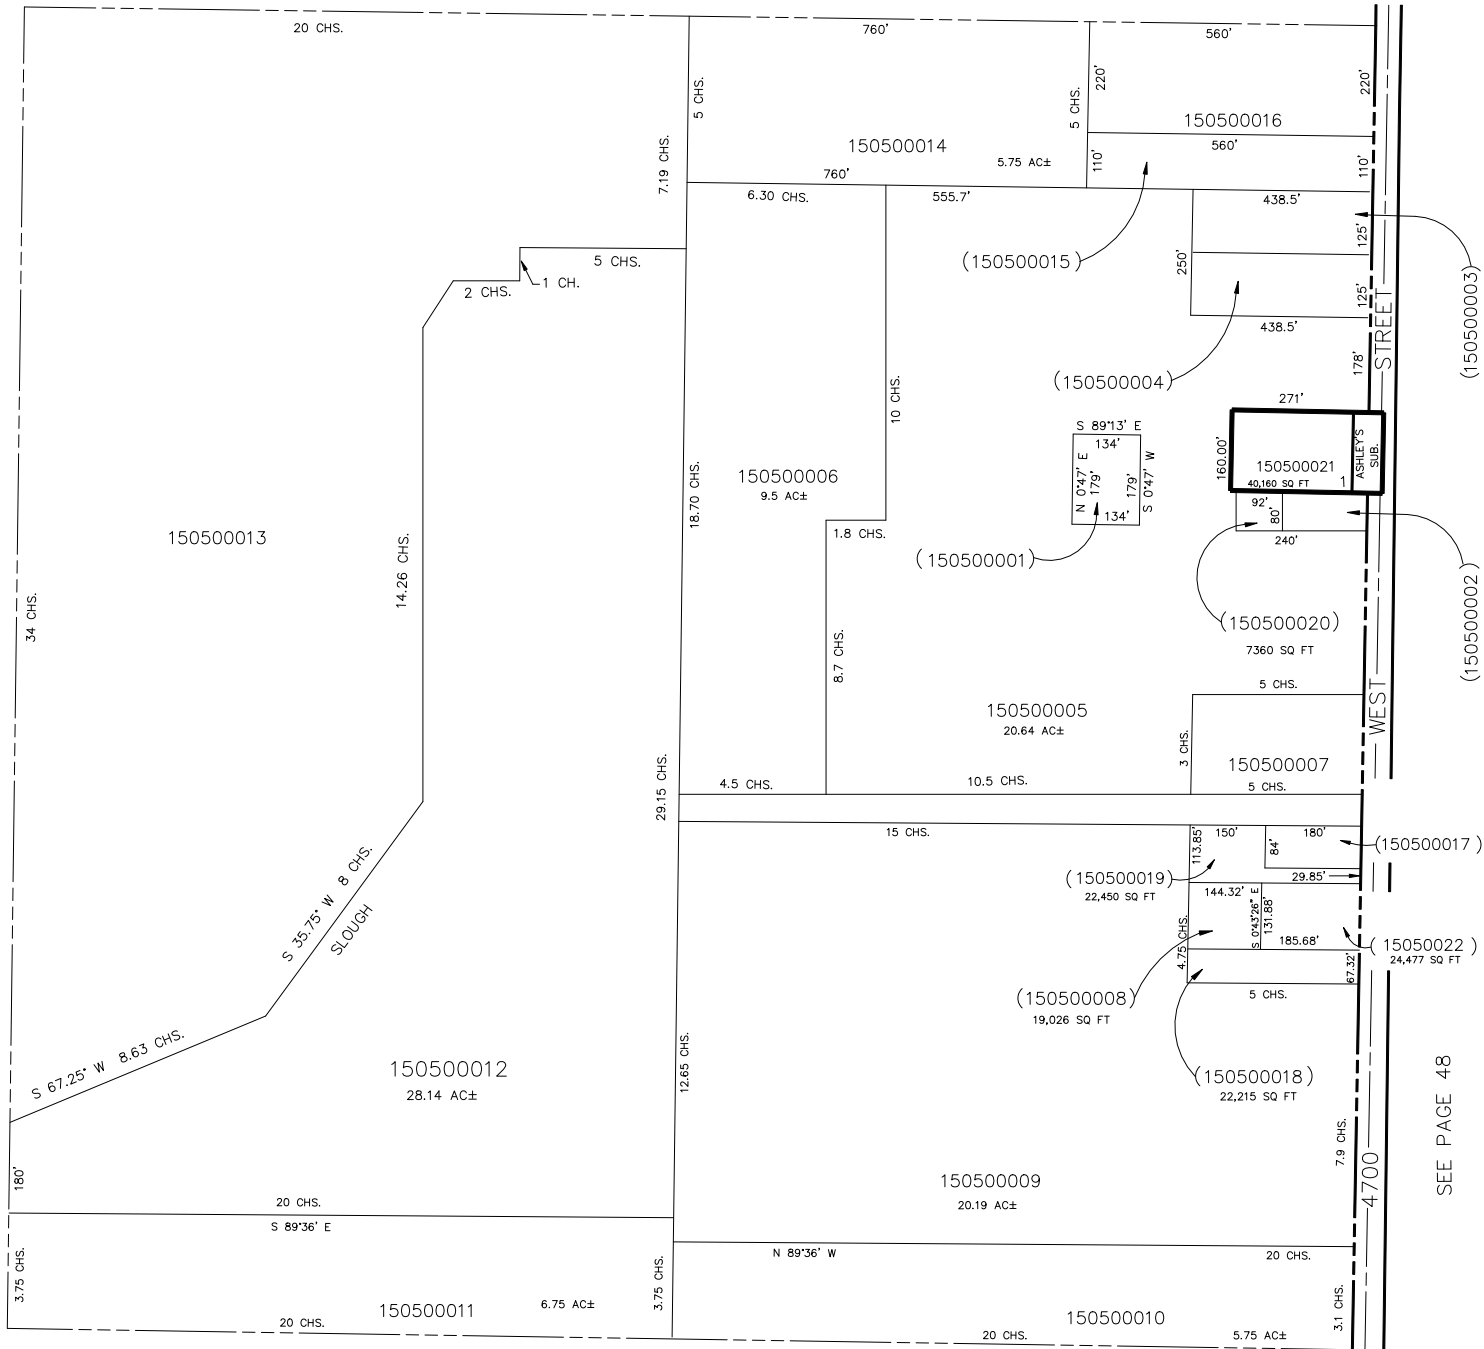 20 CHS.
760'
560'
5 CHS.
220'
5 CHS.
220'
150500016
560'
150500014
5.75 AC±
110'
110'
7.19 CHS.
760'
6.30 CHS.
555.7'
438.5'
125'
(150500015)
250'
5 CHS.
1 CH.
2 CHS.
125'
(150500003)
STREET
438.5'
178'
(150500004)
10 CHS.
271'
S 89°13' E
134'
N 0°47' E
179'
179'
S 0°47' W
134'
160.00'
150500021
40,160 SQ FT
1
ASHLEY'S
SUB.
18.70 CHS.
150500006
9.5 AC±
92'
80'
240'
1.8 CHS.
(150500001)
150500013
14.26 CHS.
34 CHS.
(150500002)
(150500020)
7360 SQ FT
8.7 CHS.
5 CHS.
WEST
150500005
20.64 AC±
3 CHS.
150500007
5 CHS.
29.15 CHS.
4.5 CHS.
10.5 CHS.
15 CHS.
113.85'
150'
180'
84'
(150500017)
29.85'
(150500019)
22,450 SQ FT
144.32'
S 0°43'26" E
131.88'
185.68'
(15050022)
24,477 SQ FT
4.75 CHS.
67.32'
5 CHS.
(150500008)
19,026 SQ FT
S 35.75° W 8 CHS.
SLOUGH
S 67.25° W 8.63 CHS.
12.65 CHS.
150500012
28.14 AC±
(150500018)
22,215 SQ FT
SEE PAGE 48
7.9 CHS.
4700
180'
150500009
20.19 AC±
20 CHS.
S 89°36' E
N 89°36' W
20 CHS.
3.75 CHS.
3.75 CHS.
150500011
6.75 AC±
20 CHS.
150500010
20 CHS.
5.75 AC±
3.1 CHS.